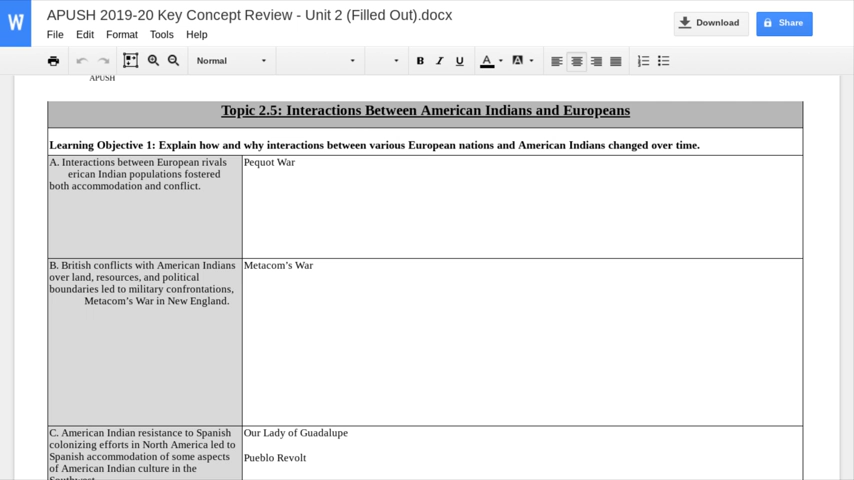 W
APUSH 2019-20 Key Concept Review - Unit 2 (Filled Out).docx
File Edit Format Tools Help
Download
Share
Normal
B I U A A
APUSH
Topic 2.5: Interactions Between American Indians and Europeans
Learning Objective 1: Explain how and why interactions between various European nations and American Indians changed over time.
A. Interactions between European rivals
erican Indian populations fostered
both accommodation and conflict.
Pequot War
B. British conflicts with American Indians
over land, resources, and political
boundaries led to military confrontations,
Metacom’s War in New England.
Metacom’s War
C. American Indian resistance to Spanish
colonizing efforts in North America led to
Spanish accommodation of some aspects
of American Indian culture in the
Our Lady of Guadalupe
Pueblo Revolt